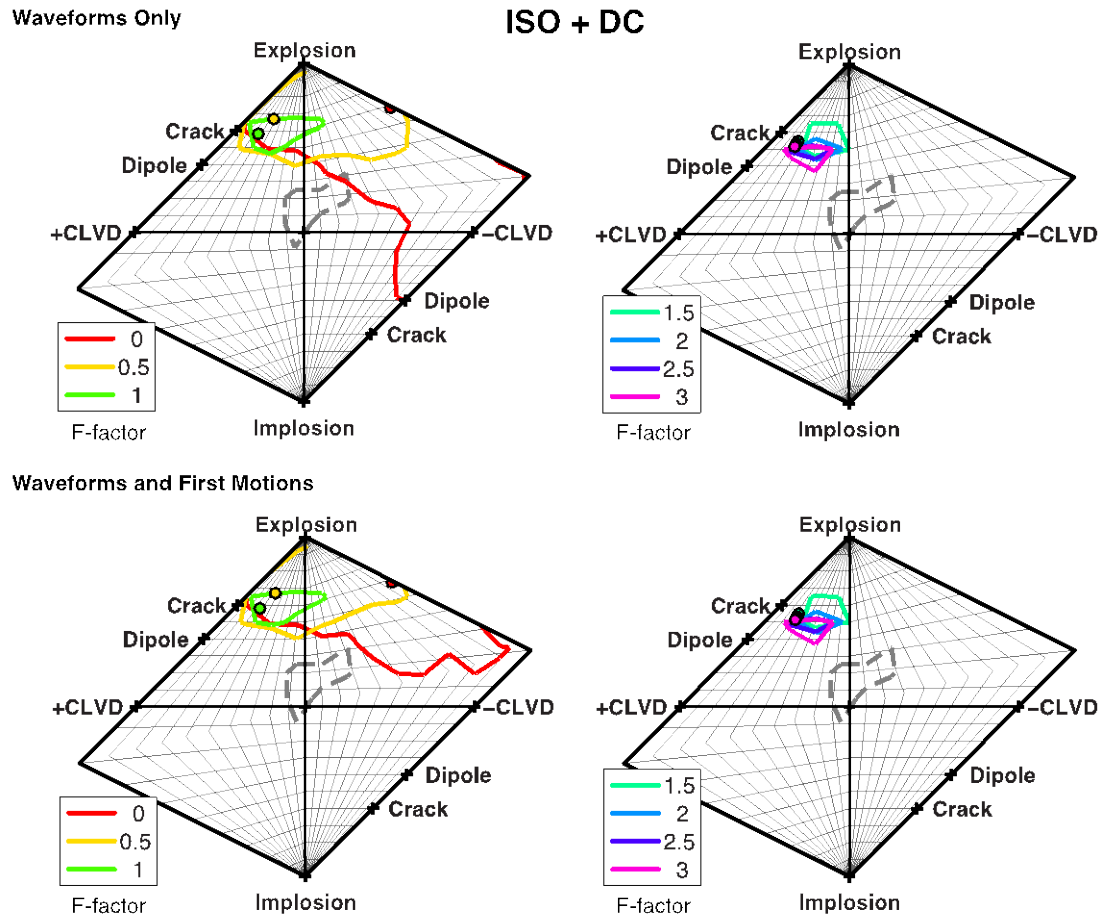 Waveforms Only
ISO + DC
Explosion
Crack
Dipole
+CLVD
−CLVD
Dipole
Crack
Implosion
0
0.5
1
F-factor
Explosion
Crack
Dipole
+CLVD
−CLVD
Dipole
Crack
Implosion
1.5
2
2.5
3
F-factor
Waveforms and First Motions
Explosion
Crack
Dipole
+CLVD
−CLVD
Dipole
Crack
Implosion
0
0.5
1
F-factor
Explosion
Crack
Dipole
+CLVD
−CLVD
Dipole
Crack
Implosion
1.5
2
2.5
3
F-factor